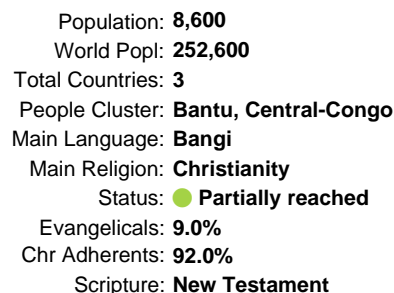 Population: 8,600
World Popl: 252,600
Total Countries: 3
People Cluster: Bantu, Central-Congo
Main Language: Bangi
Main Religion: Christianity
Status: Partially reached
Evangelicals: 9.0%
Chr Adherents: 92.0%
Scripture: New Testament